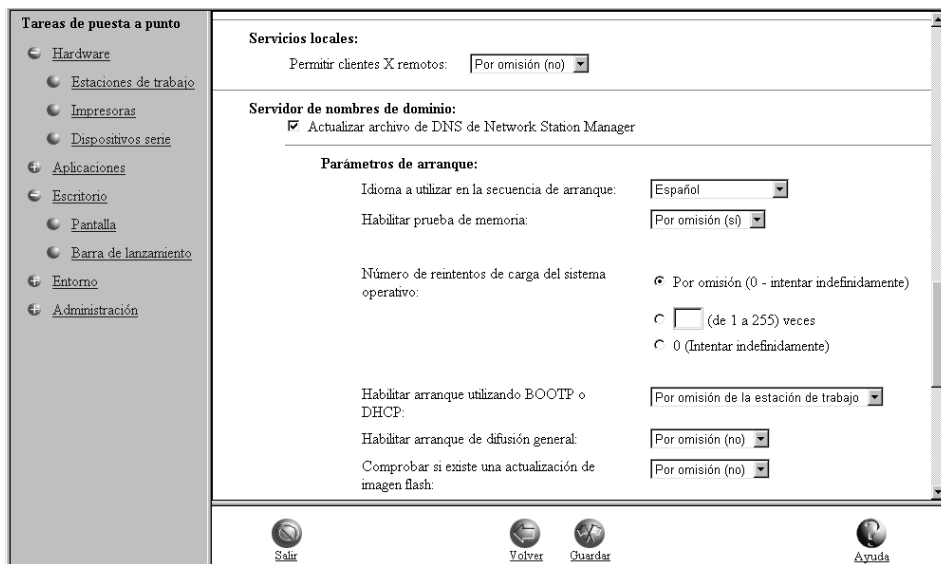 Tareas de puesta a punto
Hardware
Estaciones de trabajo
Impresoras
Dispositivos serie
Aplicaciones
Escritorio
Pantalla
Barra de lanzamiento
Entorno
Administración
Servicios locales:
Permitir clientes X remotos: Por omisión (no)
Servidor de nombres de dominio:
Actualizar archivo de DNS de Network Station Manager
Parámetros de arranque:
Idioma a utilizar en la secuencia de arranque: Español
Habilitar prueba de memoria: Por omisión (sí)
Número de reintentos de carga del sistema
operativo:
Por omisión (0 - intentar indefinidamente)
(de 1 a 255) veces
0 (Intentar indefinidamente)
Habilitar arranque utilizando BOOTP o
DHCP:
Por omisión de la estación de trabajo
Habilitar arranque de difusión general: Por omisión (no)
Comprobar si existe una actualización de
imagen flash:
Por omisión (no)
Salir
Volver
Guardar
Ayuda